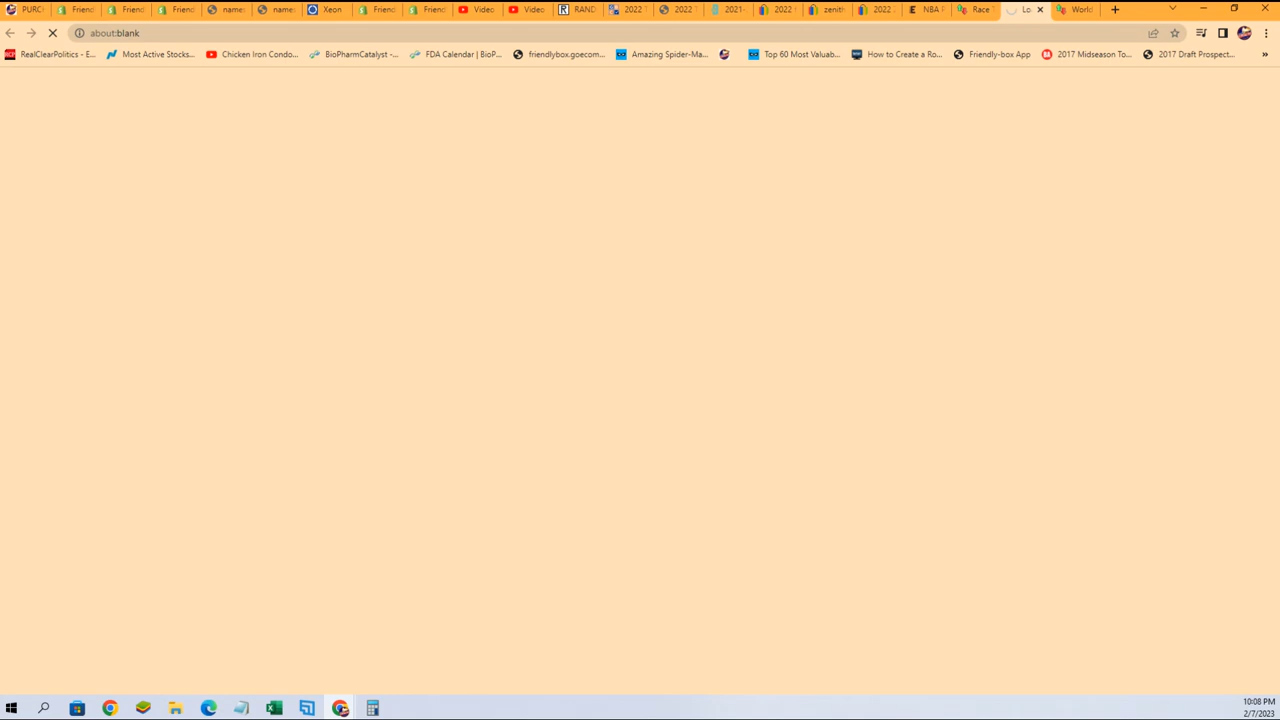 PURC Friend Friend Friend name: name: Xeon Friend Friend Video Video RAND 2022 2022 2021- 2022 zenith 2022 NBA Race Lo World
about:blank
RealClearPolitics - E... Most Active Stocks... Chicken Iron Condo... BioPharmCatalyst -... FDA Calendar | BioP... friendlybox.goecom... Amazing Spider-Ma... Top 60 Most Valuab... How to Create a Ro... Friendly-box App 2017 Midseason To... 2017 Draft Prospect... »
10:08 PM
2/7/2023